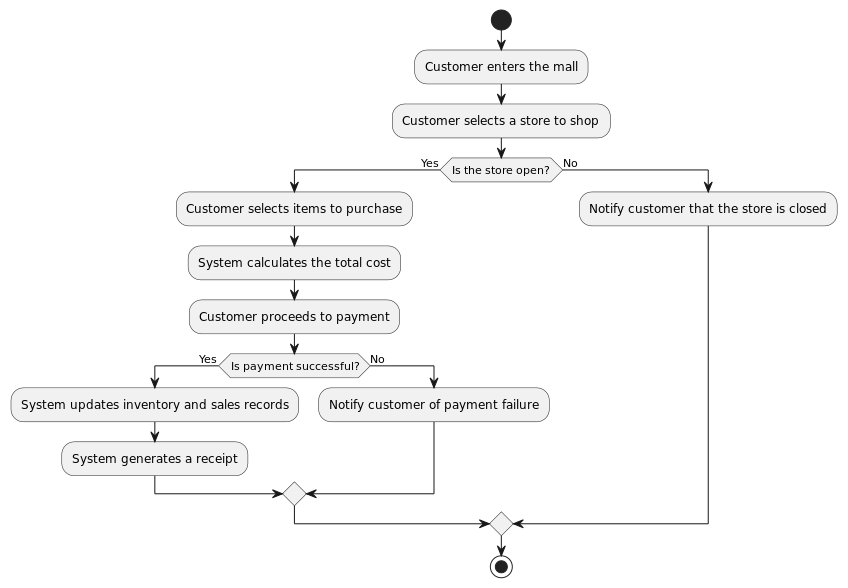 Customer enters the mall
Customer selects a store to shop
Yes
Is the store open?
No
Customer selects items to purchase
Notify customer that the store is closed
System calculates the total cost
Customer proceeds to payment
Yes
Is payment successful?
No
System updates inventory and sales records
Notify customer of payment failure
System generates a receipt